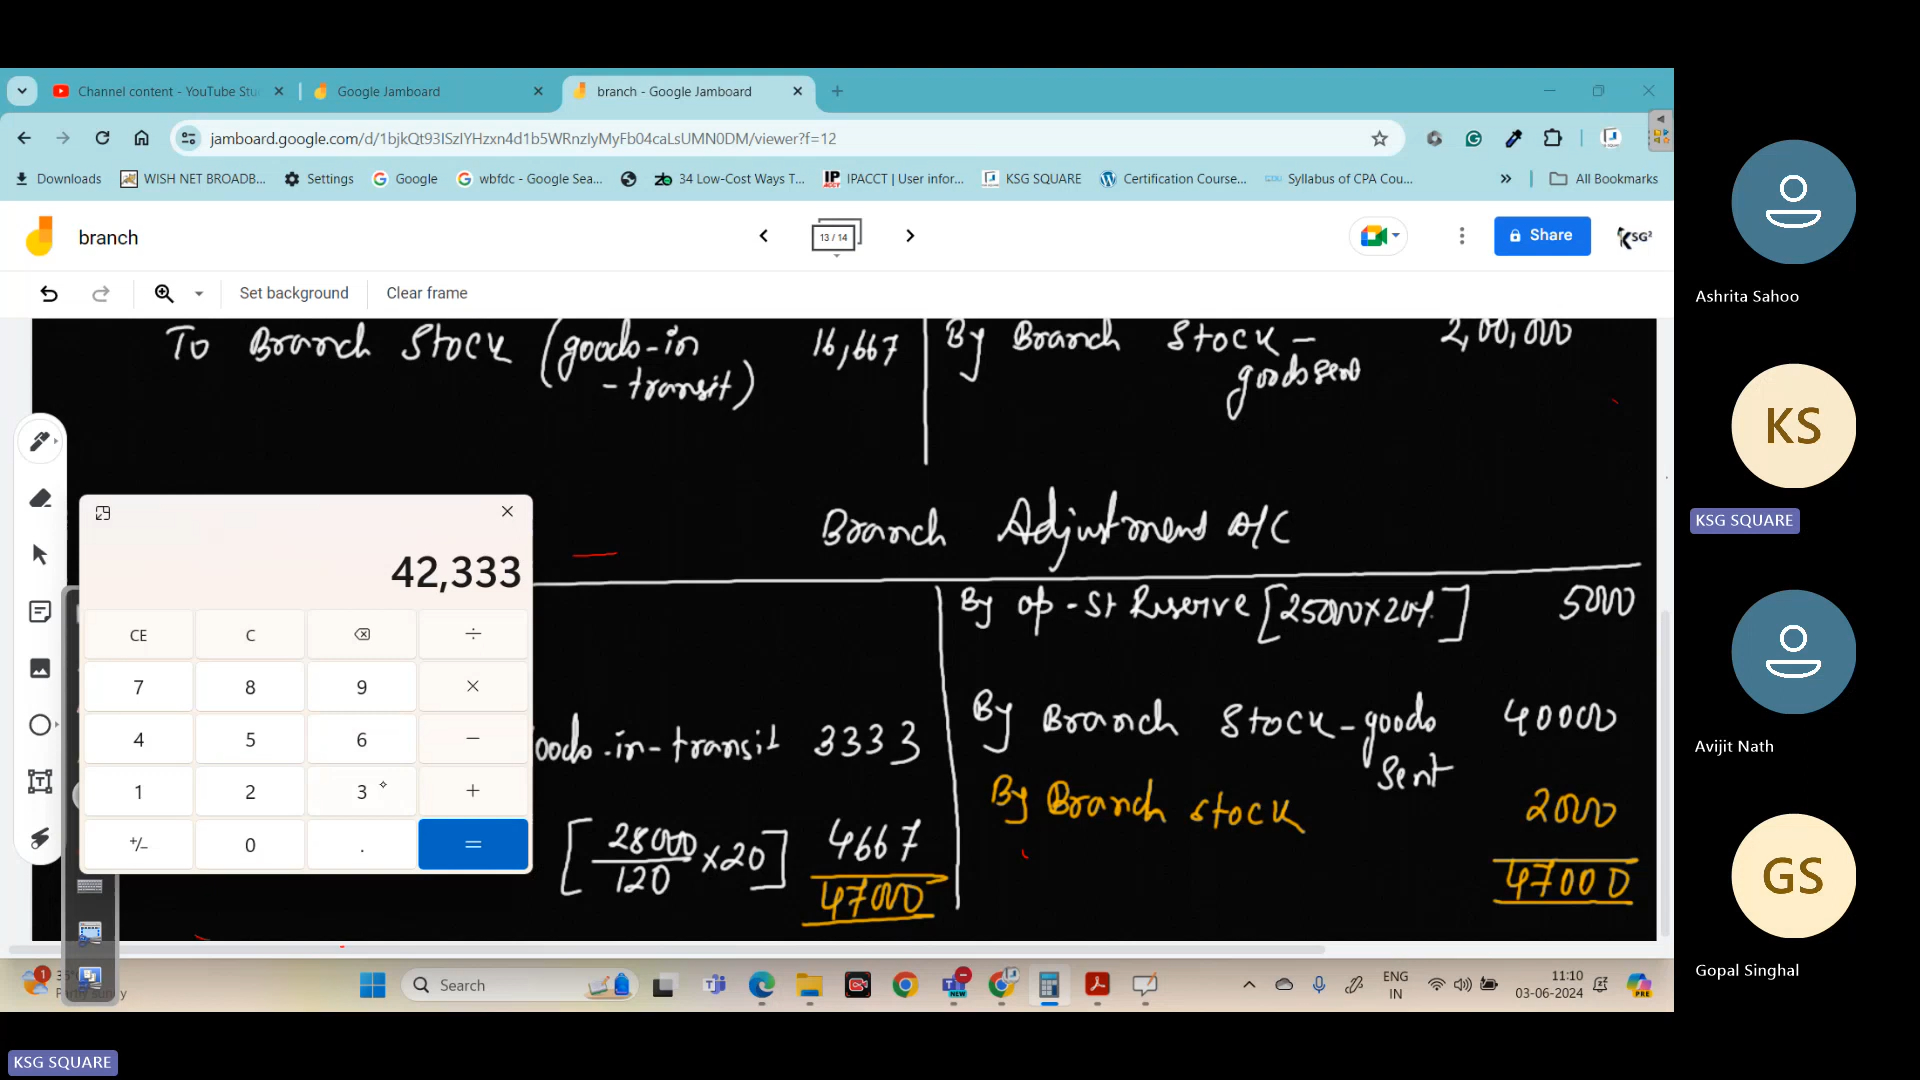 Channel content - YouTube Stu
Google Jamboard
branch - Google Jamboard
jamboard.google.com/d/1bjkQt93ISzIYHzxn4d1b5WRnzIyMyFb04caLsUMN0DM/viewer?f=12
Downloads
WISH NET BROADB...
Settings
Google
wbfdc - Google Sea...
34 Low-Cost Ways T...
IPACCT | User infor...
KSG SQUARE
Certification Course...
Syllabus of CPA Cou...
»
All Bookmarks
branch
13 / 14
Share
KSG²
Set background
Clear frame
To Branch Stock (goods-in
-transit)
16,667
By Branch Stock -
goods sent
2,00,000
Branch Adjustment A/C
42,333
CE C ÷
7 8 9 ×
4 5 6 −
1 2 3 +
+/− 0 . =
By op-St Reserve [25000×20%] 5000
oods-in-transit 3333
By Branch Stock-goods
Sent
40000
By Branch stock 2000
[28000/120 ×20] 4667
47000
47000
Search
ENG
IN
11:10
03-06-2024
Ashrita Sahoo
KS
KSG SQUARE
Avijit Nath
GS
Gopal Singhal
KSG SQUARE